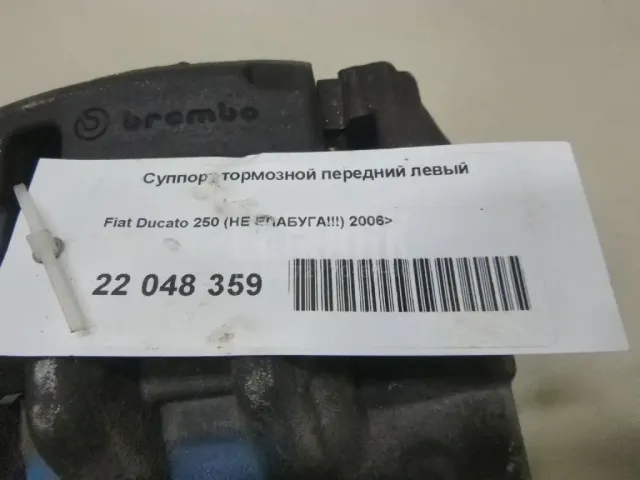 brembo
Суппорт тормозной передний левый
Fiat Ducato 250 (НЕ ЕЛАБУГА!!!) 2006>
22 048 359